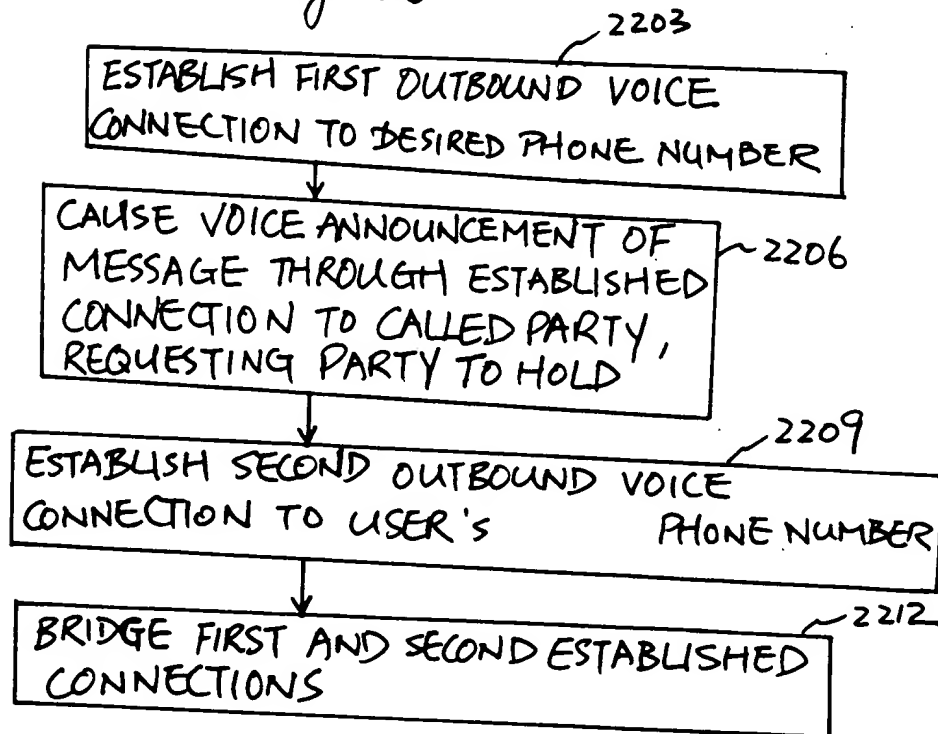 2203
ESTABLISH FIRST OUTBOUND VOICE
CONNECTION TO DESIRED PHONE NUMBER
CAUSE VOICE ANNOUNCEMENT OF
MESSAGE THROUGH ESTABLISHED
CONNECTION TO CALLED PARTY,
REQUESTING PARTY TO HOLD
2206
2209
ESTABLISH SECOND OUTBOUND VOICE
CONNECTION TO USER'S PHONE NUMBER
2212
BRIDGE FIRST AND SECOND ESTABLISHED
CONNECTIONS